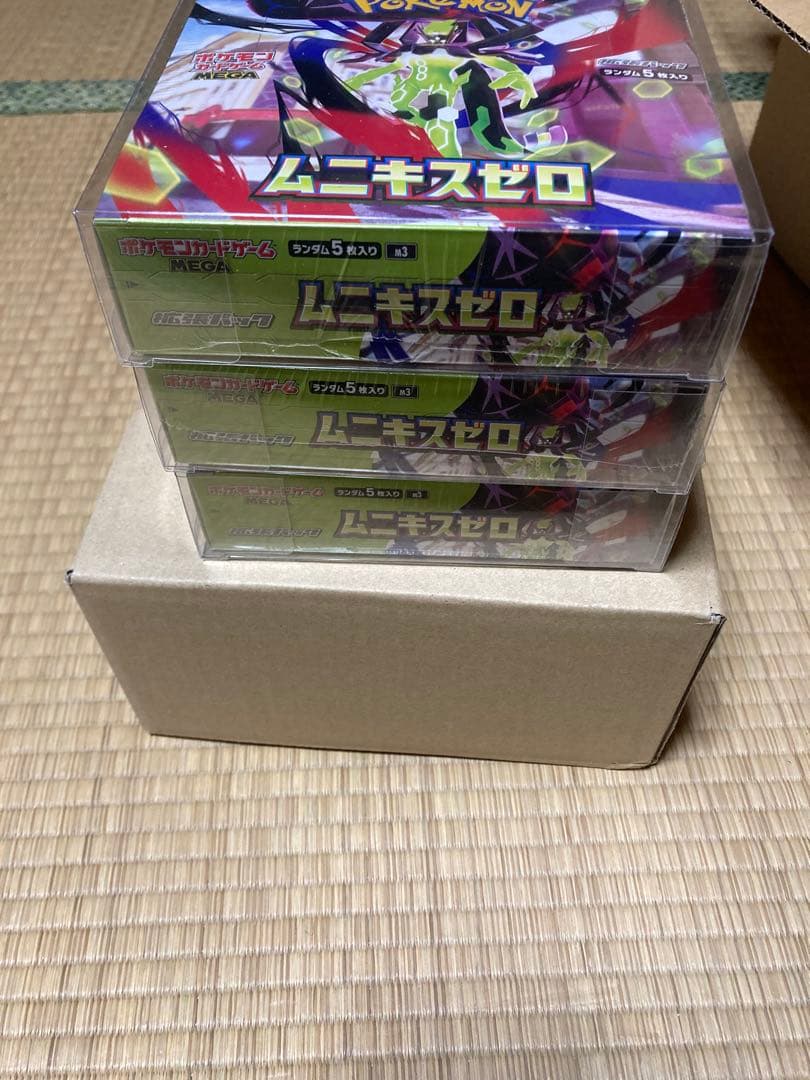 POKÉMON
ポケモン
カードゲーム
MEGA
拡張パック
ランダム5枚入り
ムニキスゼロ
ポケモンカードゲーム
MEGA
ランダム5枚入り
M3
拡張パック
ムニキスゼロ
ポケモンカードゲーム
MEGA
ランダム5枚入り
M3
拡張パック
ムニキスゼロ
ポケモンカードゲーム
MEGA
ランダム5枚入り
M3
拡張パック
ムニキスゼロ